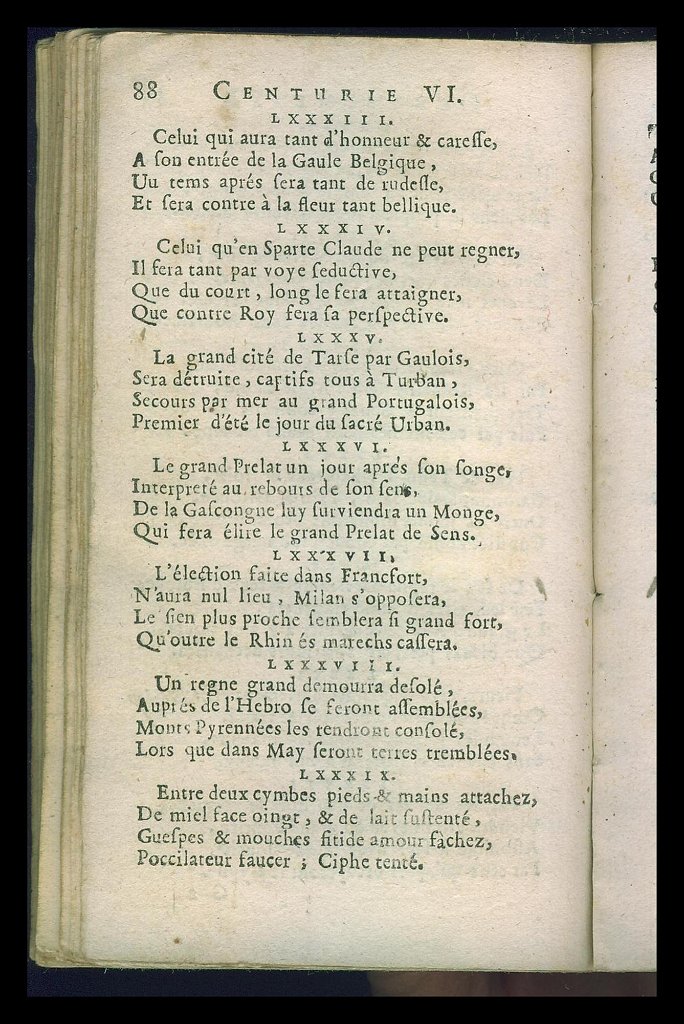 88 CENTURIE VI.
LXXXIII.
Celui qui aura tant d'honneur & careſſe,
A ſon entrée de la Gaule Belgique,
Uu tems aprés ſera tant de rudeſſe,
Et ſera contre à la fleur tant bellique.
LXXXIV.
Celui qu'en Sparte Claude ne peut regner,
Il fera tant par voye ſeductive,
Que du court, long le fera attaigner,
Que contre Roy fera ſa perſpective.
LXXXV.
La grand cité de Tarſe par Gaulois,
Sera détruite, captifs tous à Turban,
Secours par mer au grand Portugalois,
Premier d'été le jour du ſacré Urban.
LXXXVI.
Le grand Prelat un jour aprés ſon ſonge,
Interpreté au rebours de ſon ſens,
De la Gaſcongne luy ſurviendra un Monge,
Qui fera élire le grand Prelat de Sens.
LXXXVII,
L'élection faite dans Francfort,
N'aura nul lieu, Milan s'oppoſera,
Le ſien plus proche ſemblera ſi grand fort,
Qu'outre le Rhin és marechs caſſera.
LXXXVIII.
Un regne grand demourra deſolé,
Auprés de l'Hebro ſe feront aſſemblées,
Monts Pyrennées les rendront conſolé,
Lors que dans May ſeront terres tremblées.
LXXXIX.
Entre deux cymbes pieds & mains attachez,
De miel face oingt, & de lait ſuſtenté,
Gueſpes & mouches fitide amour fàchez,
Poccilateur faucer ; Ciphe tenté.